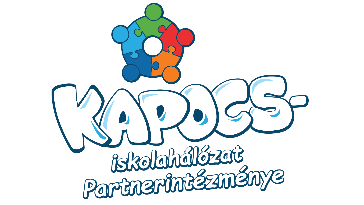 KAPOCS-
iskolahálózat
Partnerintézménye